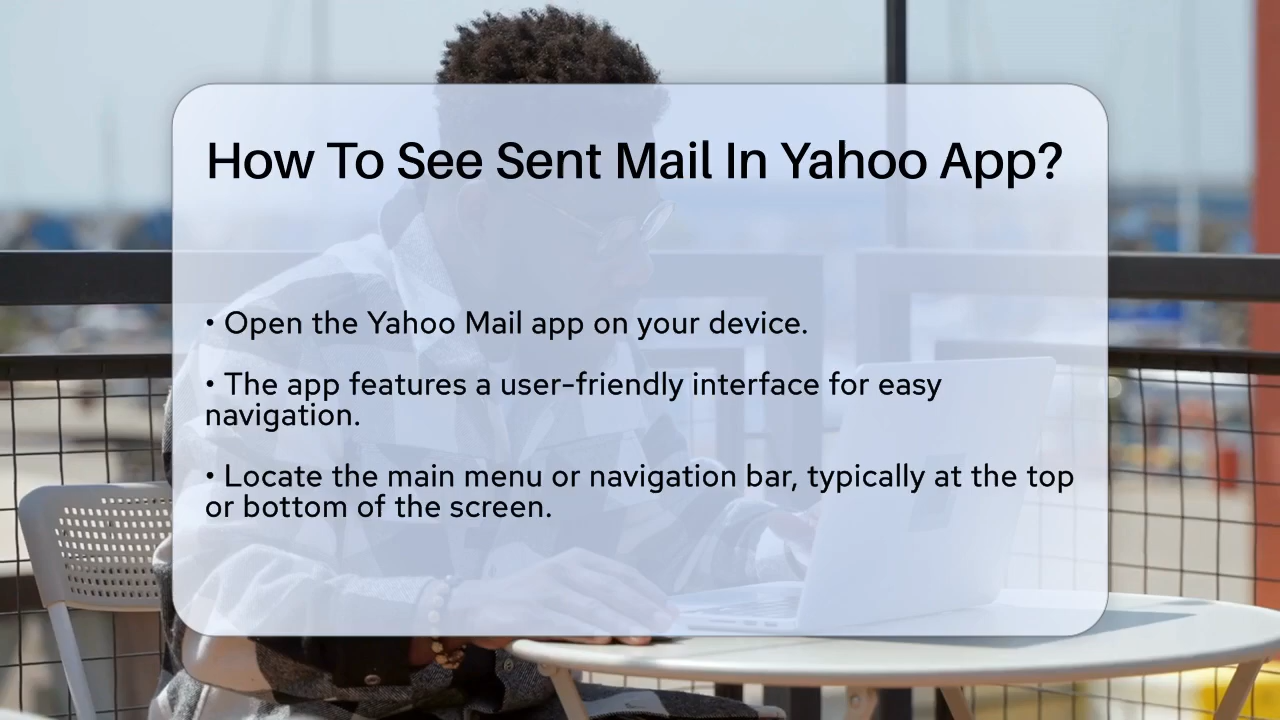 How To See Sent Mail In Yahoo App?
• Open the Yahoo Mail app on your device.
• The app features a user-friendly interface for easy
navigation.
• Locate the main menu or navigation bar, typically at the top
or bottom of the screen.